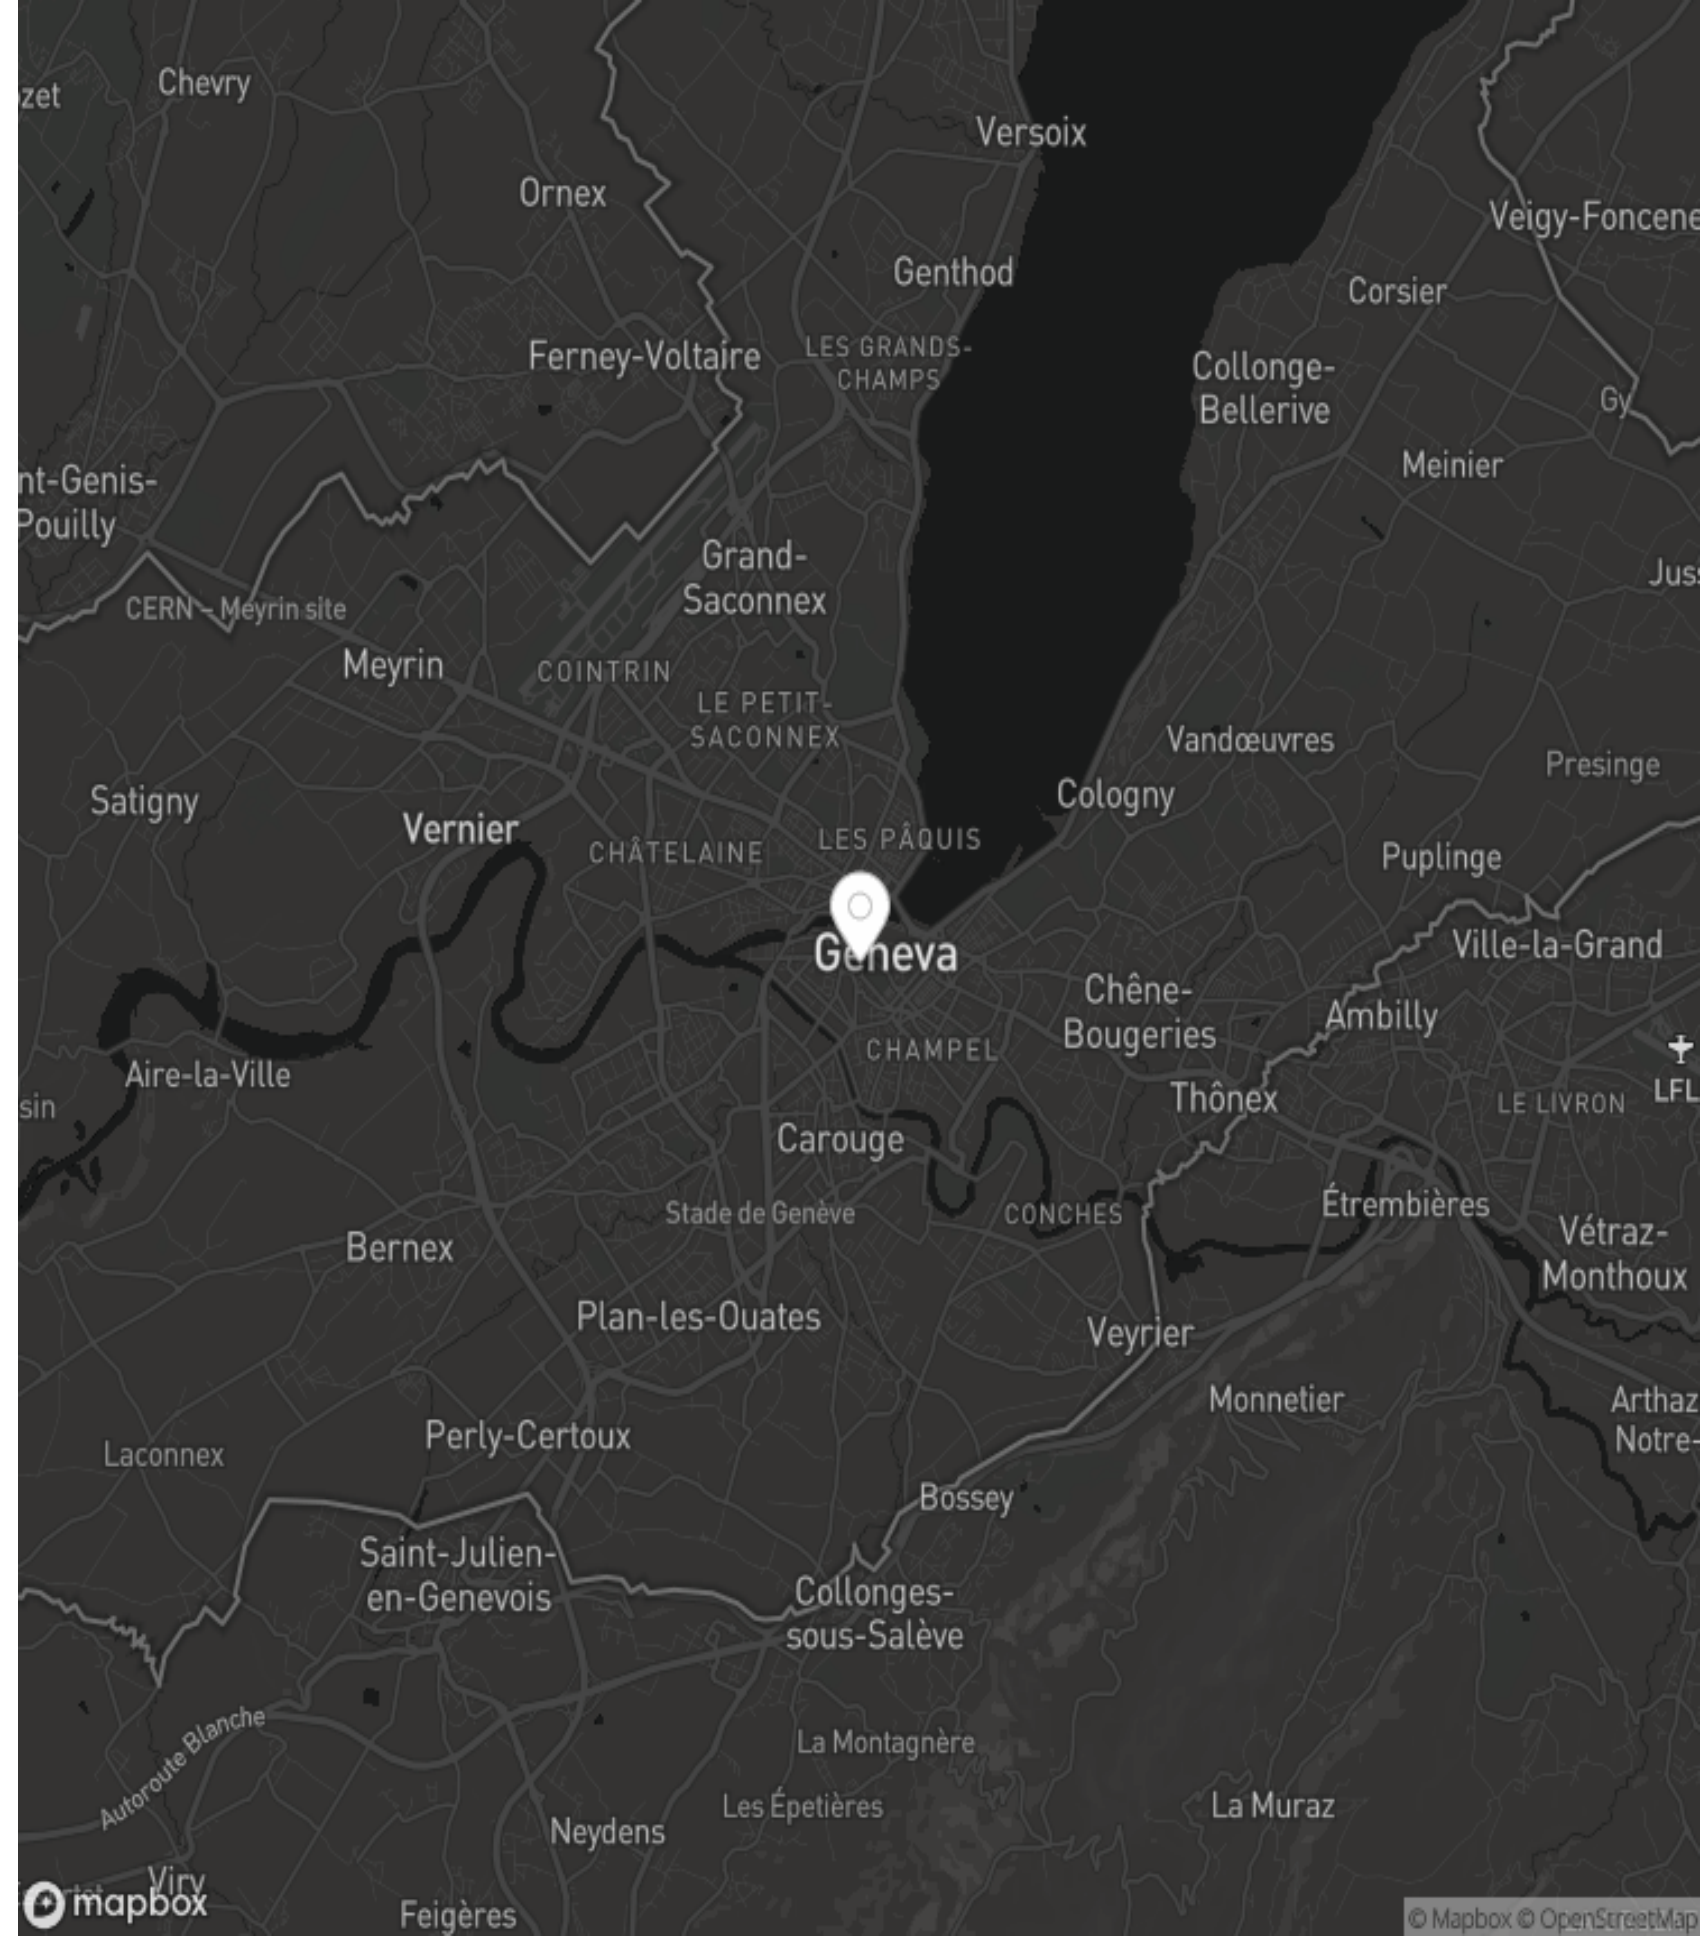 Chevry
zet
Versoix
Ornex
Veigy-Foncene
Genthod
Corsier
Ferney-Voltaire
LES GRANDS-
CHAMPS
Collonge-
Bellerive
Gy
Meinier
nt-Genis-
Pouilly
Grand-
Saconnex
Juss
CERN – Meyrin site
Meyrin
COINTRIN
LE PETIT-
SACONNEX
Vandœuvres
Presinge
Cologny
Satigny
Vernier
LES PÂQUIS
CHÂTELAINE
Puplinge
Geneva
Ville-la-Grand
Chêne-
Bougeries
Ambilly
CHAMPEL
Aire-la-Ville
Thônex
LE LIVRON
LFL
sin
Carouge
Stade de Genève
CONCHES
Étrembières
Vétraz-
Monthoux
Bernex
Plan-les-Ouates
Veyrier
Monnetier
Arthaz
Notre-
Perly-Certoux
Laconnex
Bossey
Saint-Julien-
en-Genevois
Collonges-
sous-Salève
Autoroute Blanche
La Montagnère
Les Épetières
La Muraz
Neydens
Viry
mapbox
Feigères
© Mapbox © OpenStreetMap